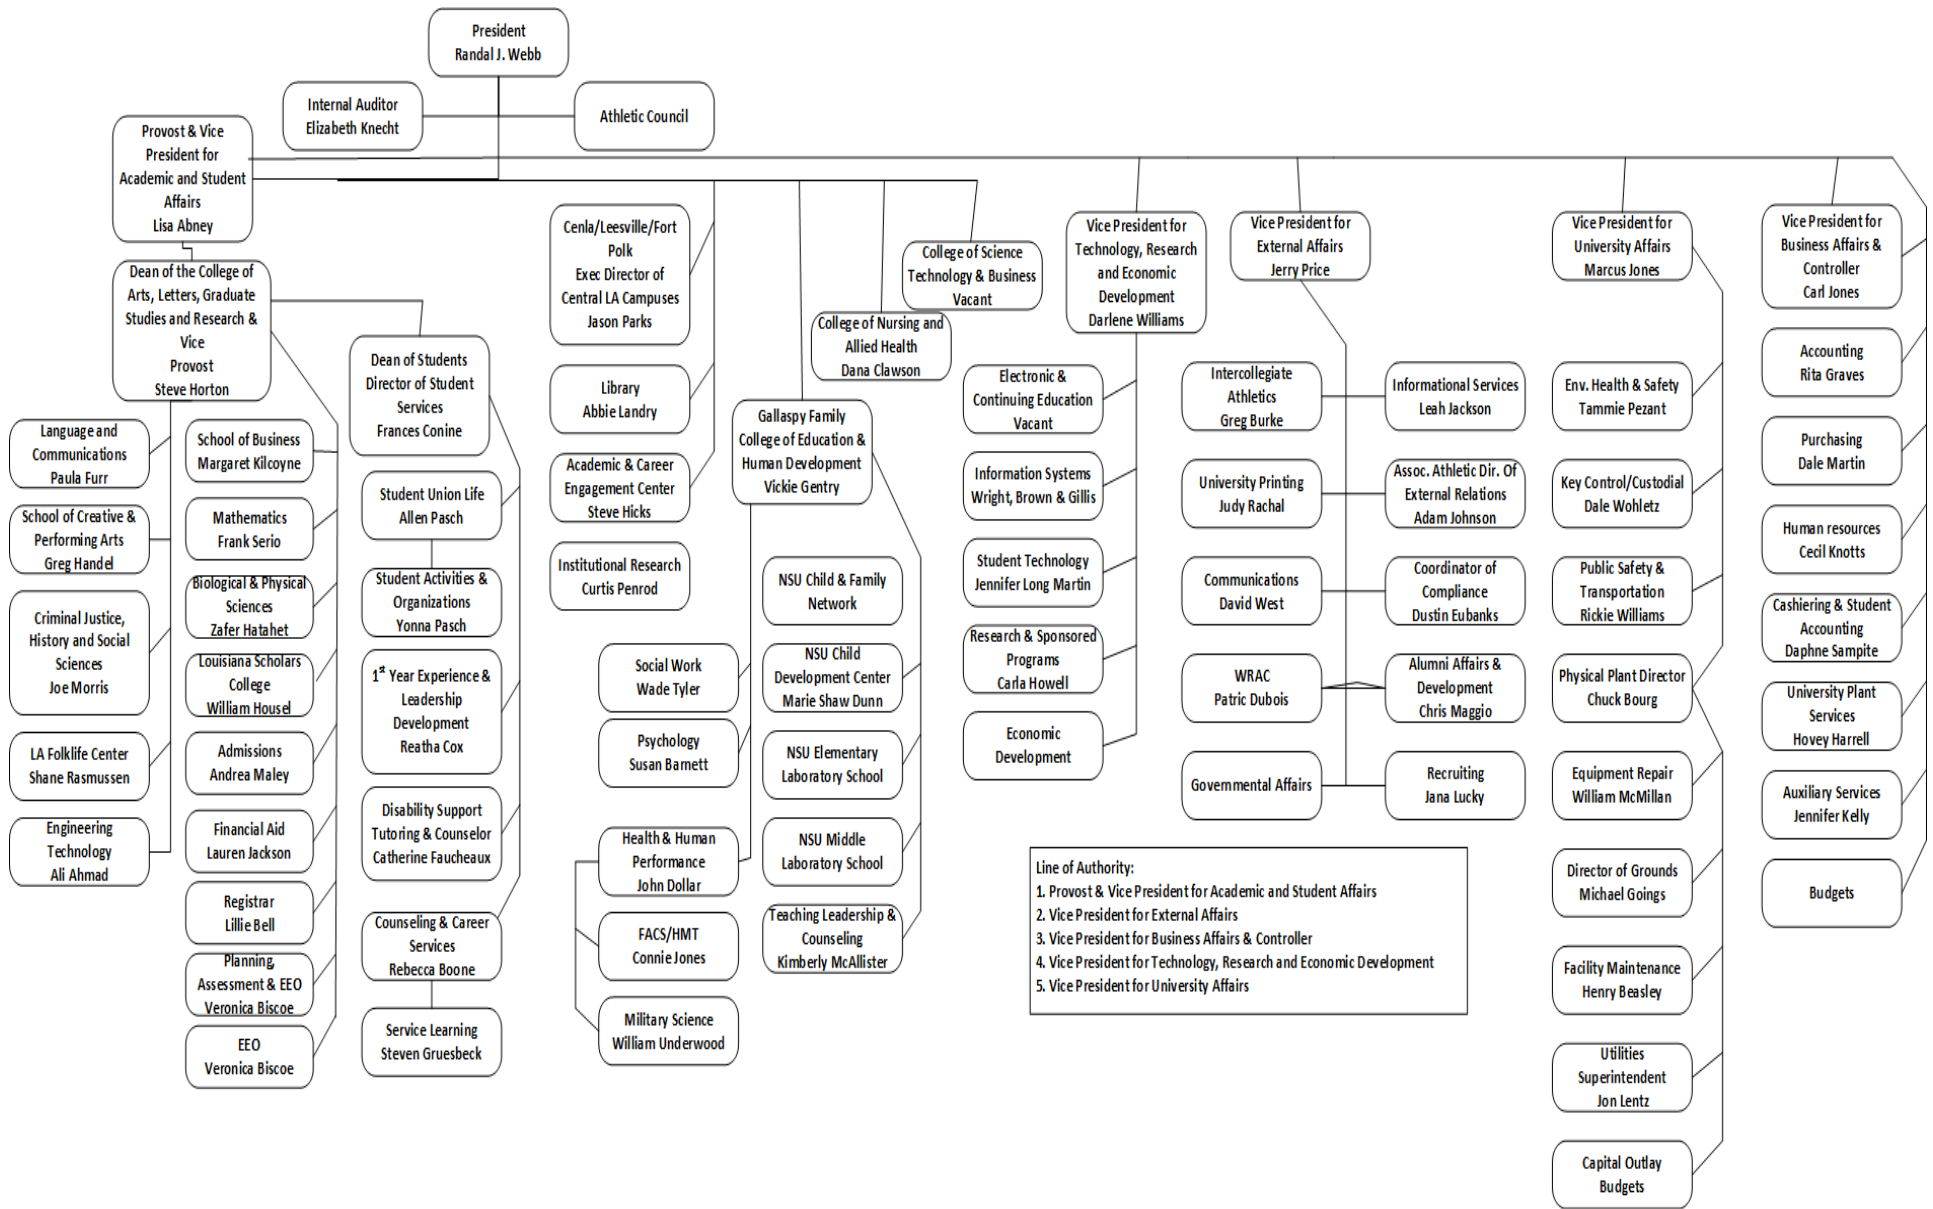 President
Randal J. Webb
Internal Auditor
Elizabeth Knecht
Athletic Council
Provost & Vice
President for
Academic and Student
Affairs
Lisa Abney
Dean of the College of
Arts, Letters, Graduate
Studies and Research &
Vice
Provost
Steve Horton
Language and
Communications
Paula Furr
School of Creative &
Performing Arts
Greg Handel
Criminal Justice,
History and Social
Sciences
Joe Morris
LA Folklife Center
Shane Rasmussen
Engineering
Technology
Ali Ahmad
School of Business
Margaret Kilcoyne
Mathematics
Frank Serio
Biological & Physical
Sciences
Zafer Hatahet
Louisiana Scholars
College
William Housel
Admissions
Andrea Maley
Financial Aid
Lauren Jackson
Registrar
Lillie Bell
Planning,
Assessment & EEO
Veronica Biscoe
EEO
Veronica Biscoe
Dean of Students
Director of Student
Services
Frances Conine
Student Union Life
Allen Pasch
Student Activities &
Organizations
Yonna Pasch
1st Year Experience &
Leadership
Development
Reatha Cox
Disability Support
Tutoring & Counselor
Catherine Faucheaux
Counseling & Career
Services
Rebecca Boone
Service Learning
Steven Gruesbeck
Cenla/Leesville/Fort
Polk
Exec Director of
Central LA Campuses
Jason Parks
Library
Abbie Landry
Academic & Career
Engagement Center
Steve Hicks
Institutional Research
Curtis Penrod
Gallaspy Family
College of Education &
Human Development
Vickie Gentry
Social Work
Wade Tyler
Psychology
Susan Barnett
Health & Human
Performance
John Dollar
FACS/HMT
Connie Jones
Military Science
William Underwood
NSU Child & Family
Network
NSU Child
Development Center
Marie Shaw Dunn
NSU Elementary
Laboratory School
NSU Middle
Laboratory School
Teaching Leadership &
Counseling
Kimberly McAllister
College of Nursing and
Allied Health
Dana Clawson
College of Science
Technology & Business
Vacant
Vice President for
Technology, Research
and Economic
Development
Darlene Williams
Electronic &
Continuing Education
Vacant
Information Systems
Wright, Brown & Gillis
Student Technology
Jennifer Long Martin
Research & Sponsored
Programs
Carla Howell
Economic
Development
Vice President for
External Affairs
Jerry Price
Intercollegiate
Athletics
Greg Burke
Informational Services
Leah Jackson
University Printing
Judy Rachal
Assoc. Athletic Dir. Of
External Relations
Adam Johnson
Communications
David West
Coordinator of
Compliance
Dustin Eubanks
WRAC
Patric Dubois
Alumni Affairs &
Development
Chris Maggio
Governmental Affairs
Recruiting
Jana Lucky
Vice President for
University Affairs
Marcus Jones
Env. Health & Safety
Tammie Pezant
Key Control/Custodial
Dale Wohletz
Public Safety &
Transportation
Rickie Williams
Physical Plant Director
Chuck Bourg
Equipment Repair
William McMillan
Director of Grounds
Michael Goings
Facility Maintenance
Henry Beasley
Utilities
Superintendent
Jon Lentz
Capital Outlay
Budgets
Vice President for
Business Affairs &
Controller
Carl Jones
Accounting
Rita Graves
Purchasing
Dale Martin
Human resources
Cecil Knotts
Cashiering & Student
Accounting
Daphne Sampite
University Plant
Services
Hovey Harrell
Auxiliary Services
Jennifer Kelly
Budgets
Line of Authority:
1. Provost & Vice President for Academic and Student Affairs
2. Vice President for External Affairs
3. Vice President for Business Affairs & Controller
4. Vice President for Technology, Research and Economic Development
5. Vice President for University Affairs